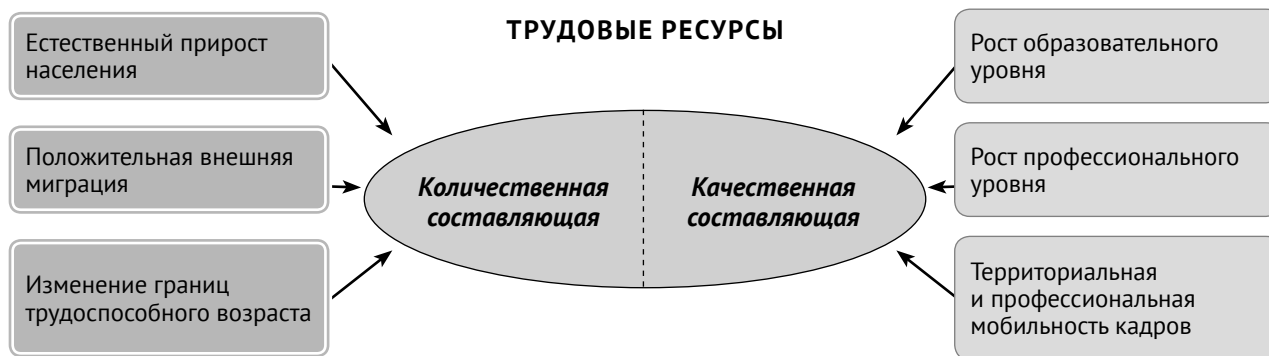 ТРУДОВЫЕ РЕСУРСЫ
Естественный прирост
населения
Положительная внешняя
миграция
Изменение границ
трудоспособного возраста
Количественная
составляющая
Качественная
составляющая
Рост образовательного
уровня
Рост профессионального
уровня
Территориальная
и профессиональная
мобильность кадров